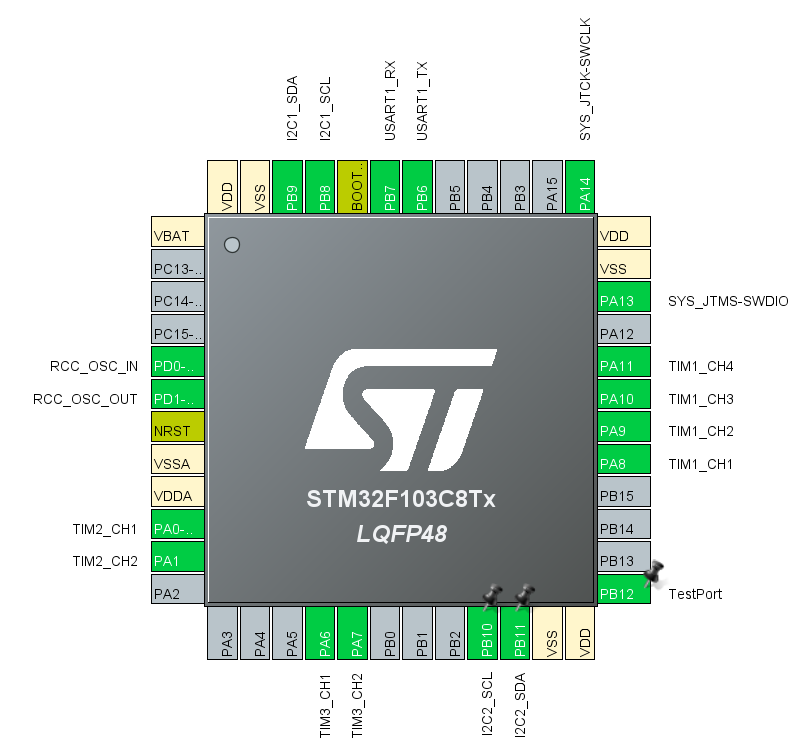 I2C1_SDA
I2C1_SCL
USART1_RX
USART1_TX
SYS_JTCK-SWCLK
VDD
VSS
PB9
PB8
BOOT..
PB7
PB6
PB5
PB4
PB3
PA15
PA14
VBAT
PC13-..
PC14-..
PC15-..
RCC_OSC_IN PD0-..
RCC_OSC_OUT PD1-..
NRST
VSSA
VDDA
TIM2_CH1 PA0-..
TIM2_CH2 PA1
PA2
STM32F103C8Tx
LQFP48
VDD
VSS
PA13 SYS_JTMS-SWDIO
PA12
PA11 TIM1_CH4
PA10 TIM1_CH3
PA9 TIM1_CH2
PA8 TIM1_CH1
PB15
PB14
PB13
PB12 TestPort
PA3
PA4
PA5
PA6
PA7
PB0
PB1
PB2
PB10
PB11
VSS
VDD
TIM3_CH1
TIM3_CH2
I2C2_SCL
I2C2_SDA